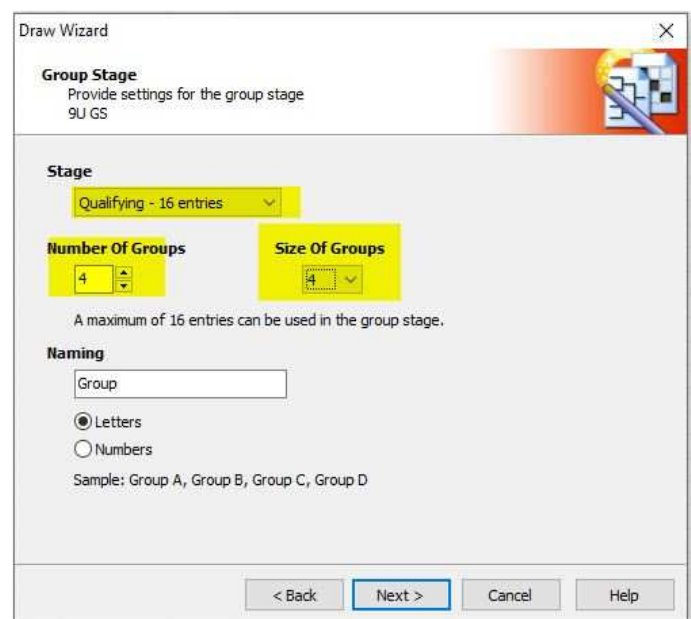 Draw Wizard
Group Stage
Provide settings for the group stage
9U GS
Stage
Qualifying - 16 entries
Number Of Groups Size Of Groups
4 4
A maximum of 16 entries can be used in the group stage.
Naming
Group
Letters
Numbers
Sample: Group A, Group B, Group C, Group D
< Back Next > Cancel Help